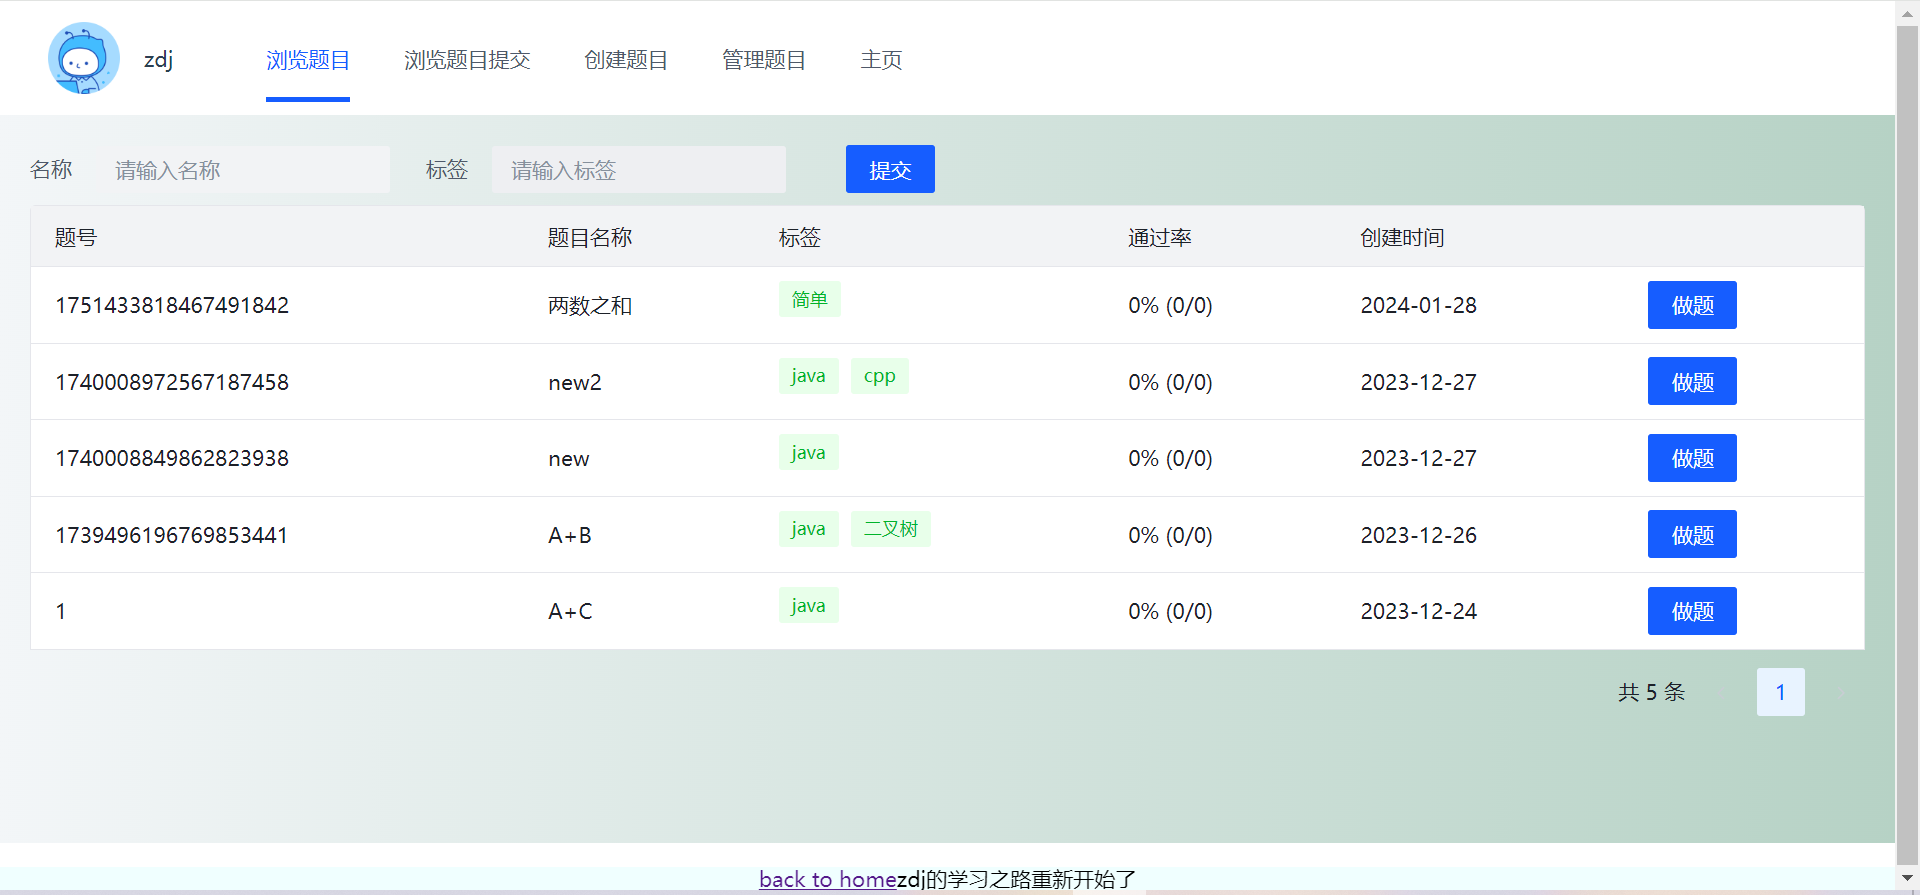 zdj 浏览题目 浏览题目提交 创建题目 管理题目 主页
名称 请输入名称 标签 请输入标签 提交
题号 题目名称 标签 通过率 创建时间
1751433818467491842 两数之和 简单 0% (0/0) 2024-01-28 做题
1740008972567187458 new2 java cpp 0% (0/0) 2023-12-27 做题
1740008849862823938 new java 0% (0/0) 2023-12-27 做题
1739496196769853441 A+B java 二叉树 0% (0/0) 2023-12-26 做题
1 A+C java 0% (0/0) 2023-12-24 做题
共 5 条 1
back to homezdj的学习之路重新开始了